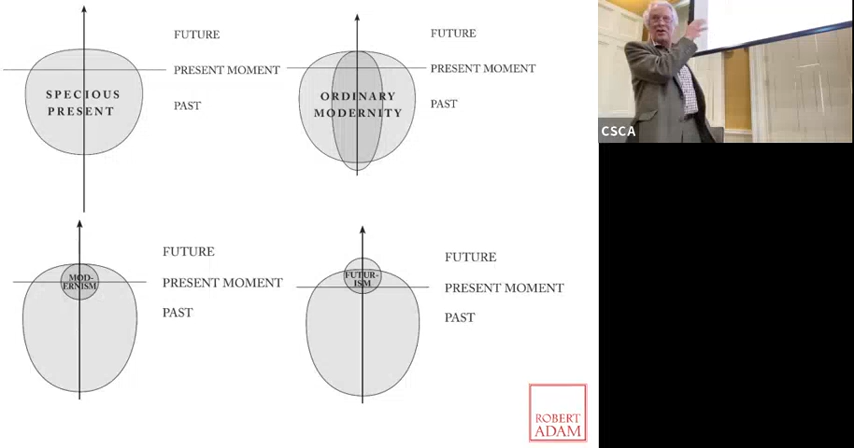 FUTURE
PRESENT MOMENT
SPECIOUS
PRESENT
PAST
FUTURE
PRESENT MOMENT
ORDINARY
MODERNITY
PAST
FUTURE
MOD-
ERNISM
PRESENT MOMENT
PAST
FUTURE
FUTUR-
ISM
PRESENT MOMENT
PAST
CSCA
ROBERT
ADAM